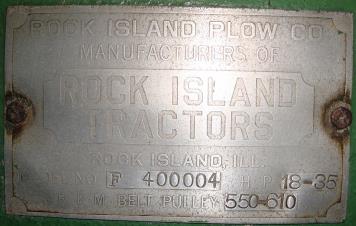 ROCK ISLAND PLOW CO
MANUFACTURERS OF
ROCK ISLAND
TRACTORS
ROCK ISLAND, ILL.
NO F 400004 H.P. 18-35
R.P.M. BELT PULLEY 550-610